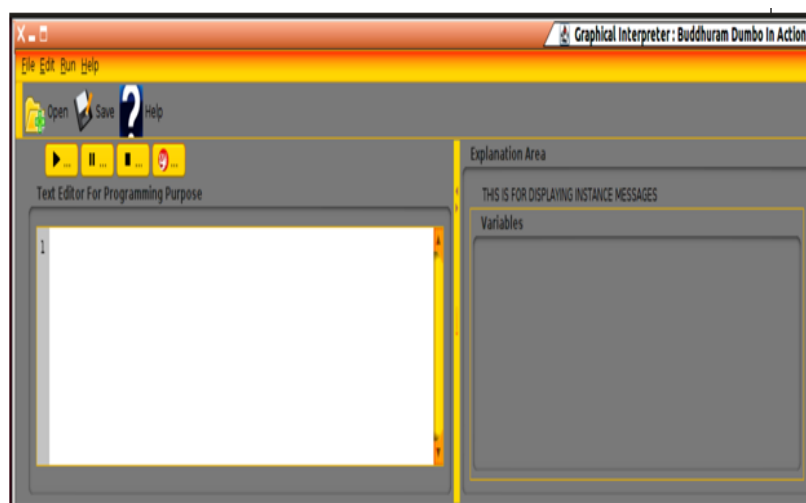 Graphical Interpreter : Buddhuram Dumbo In Action
File Edit Run Help
Open Save Help
... ... ... ...
Explanation Area
Text Editor For Programming Purpose
THIS IS FOR DISPLAYING INSTANCE MESSAGES
Variables
1